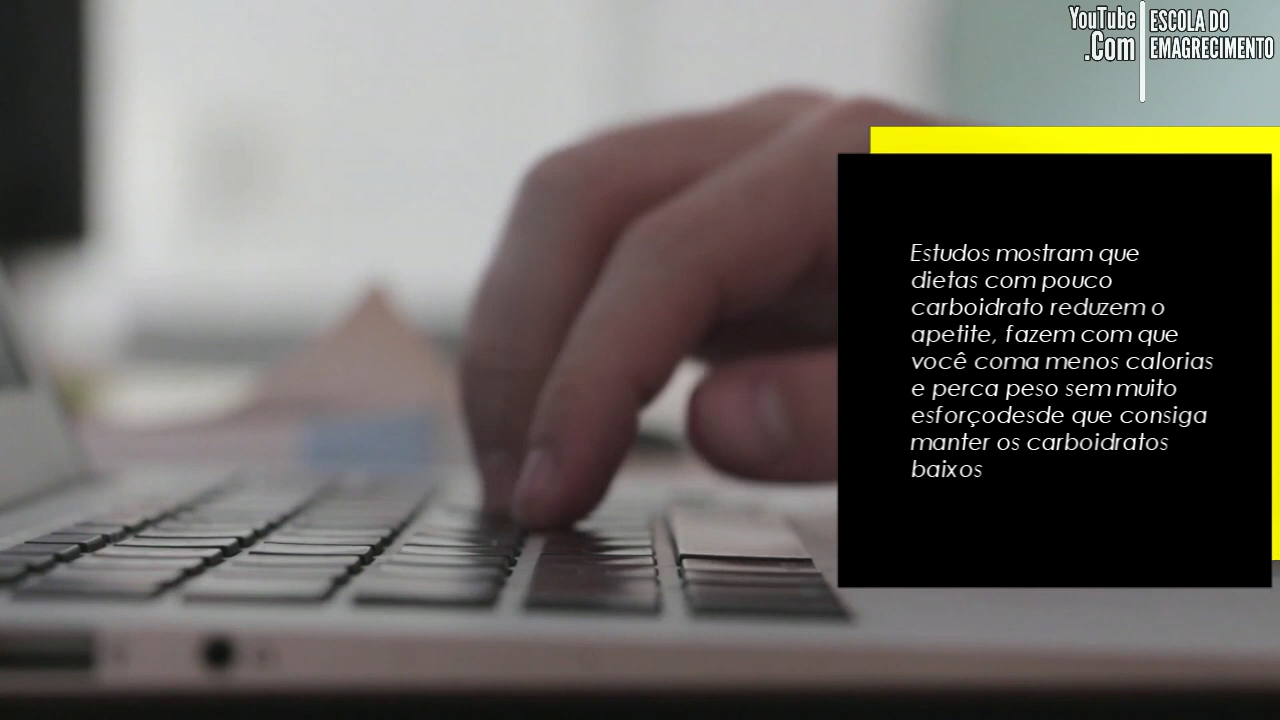 YouTube
.Com
ESCOLA DO
EMAGRECIMENTO
Estudos mostram que
dietas com pouco
carboidrato reduzem o
apetite, fazem com que
você coma menos calorias
e perca peso sem muito
esforçodesde que consiga
manter os carboidratos
baixos